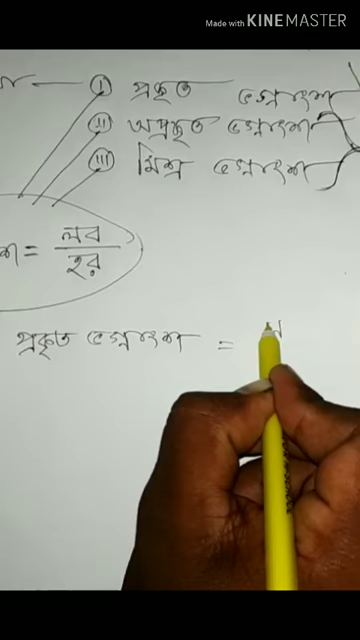 Made with KINEMASTER
i প্রকৃত ভগ্নাংশ
ii অপ্রকৃত ভগ্নাংশ
iii মিশ্র ভগ্নাংশ
= লব
হর
প্রকৃত ভগ্নাংশ =